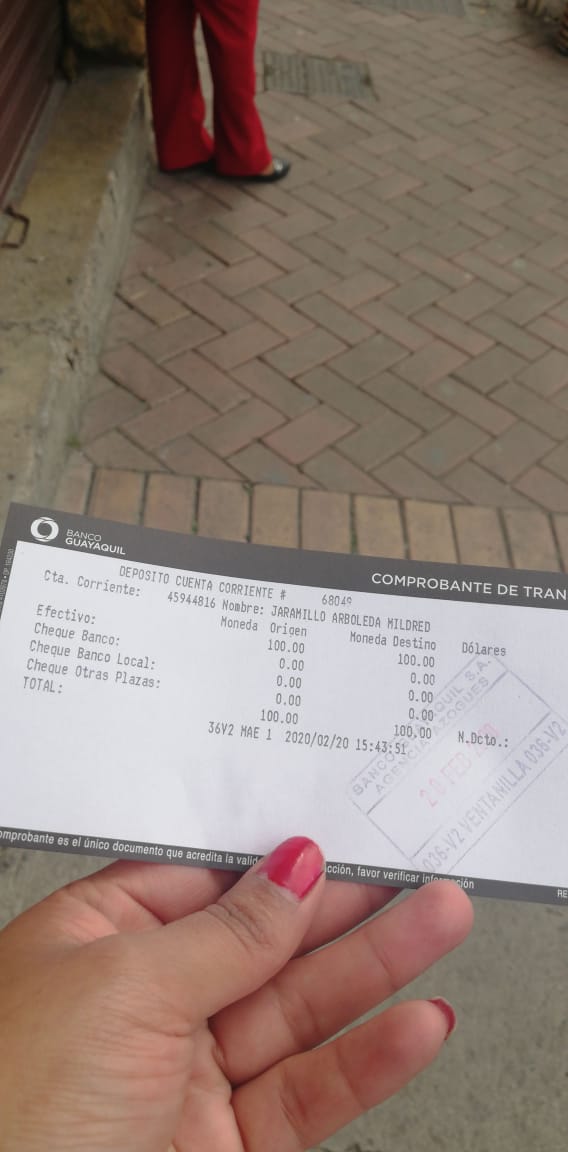 BANCO
GUAYAQUIL
COMPROBANTE DE TRAN
DEPOSITO CUENTA CORRIENTE # 68049
Cta. Corriente: 45944816 Nombre: JARAMILLO ARBOLEDA MILDRED
Moneda Origen Moneda Destino Dólares
Efectivo: 100.00 100.00
Cheque Banco: 0.00 0.00
Cheque Banco Local: 0.00 0.00
Cheque Otras Plazas: 0.00 0.00
TOTAL: 100.00 100.00 N.Dcto.:
36V2 MAE 1 2020/02/20 15:43:51
BANCO GUAYAQUIL S.A.
AGENCIA AZOGUES
20 FEB
036-V2 VENTANILLA 036-V2
omprobante es el único documento que acredita la valid cción, favor verificar información
RE